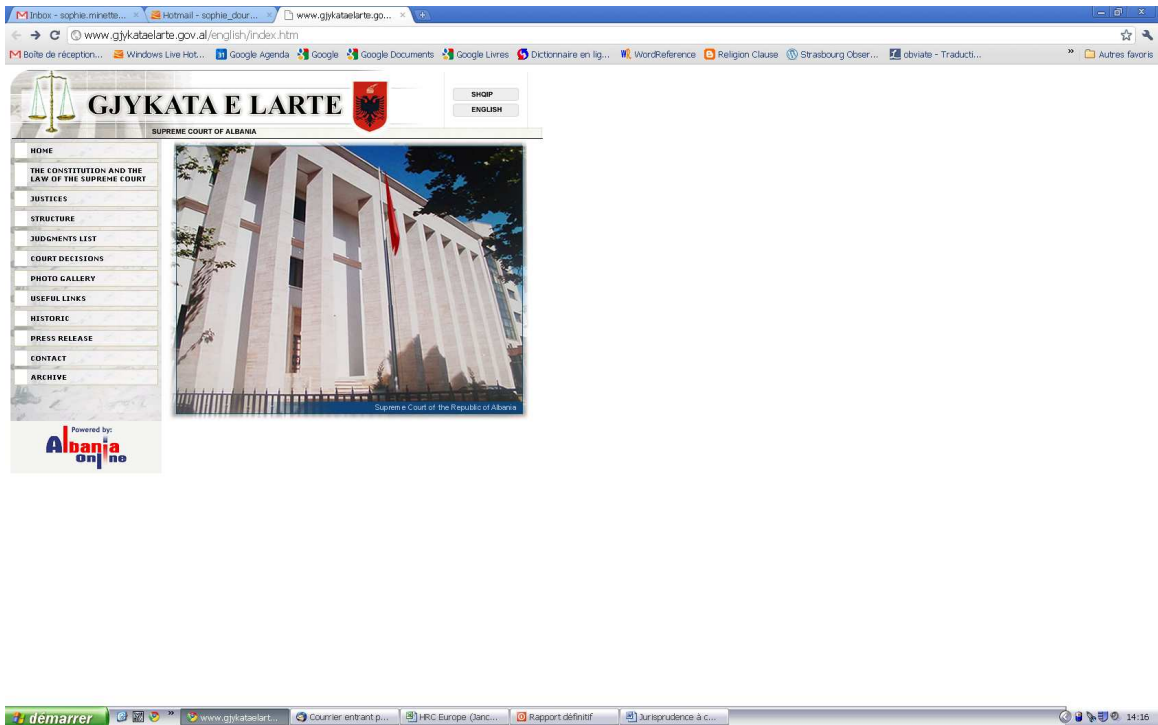 Inbox - sophie.minette...
Hotmail - sophie_dour...
www.gjykataelarte.go...
www.gjykataelarte.gov.al/english/index.htm
Boîte de réception...
Windows Live Hot...
Google Agenda
Google
Google Documents
Google Livres
Dictionnaire en lig...
WordReference
Religion Clause
Strasbourg Obser...
obviate - Traducti...
»
Autres favoris
GJYKATA E LARTE
SHQIP
ENGLISH
SUPREME COURT OF ALBANIA
HOME
THE CONSTITUTION AND THE
LAW OF THE SUPREME COURT
JUSTICES
STRUCTURE
JUDGMENTS LIST
COURT DECISIONS
PHOTO GALLERY
USEFUL LINKS
HISTORIC
PRESS RELEASE
CONTACT
ARCHIVE
Supreme Court of the Republic of Albania
Powered by:
Albania
online
démarrer
»
www.gjykataelart...
Courrier entrant p...
HRC Europe (Janc...
Rapport définitif
Jurisprudence à c...
14:16